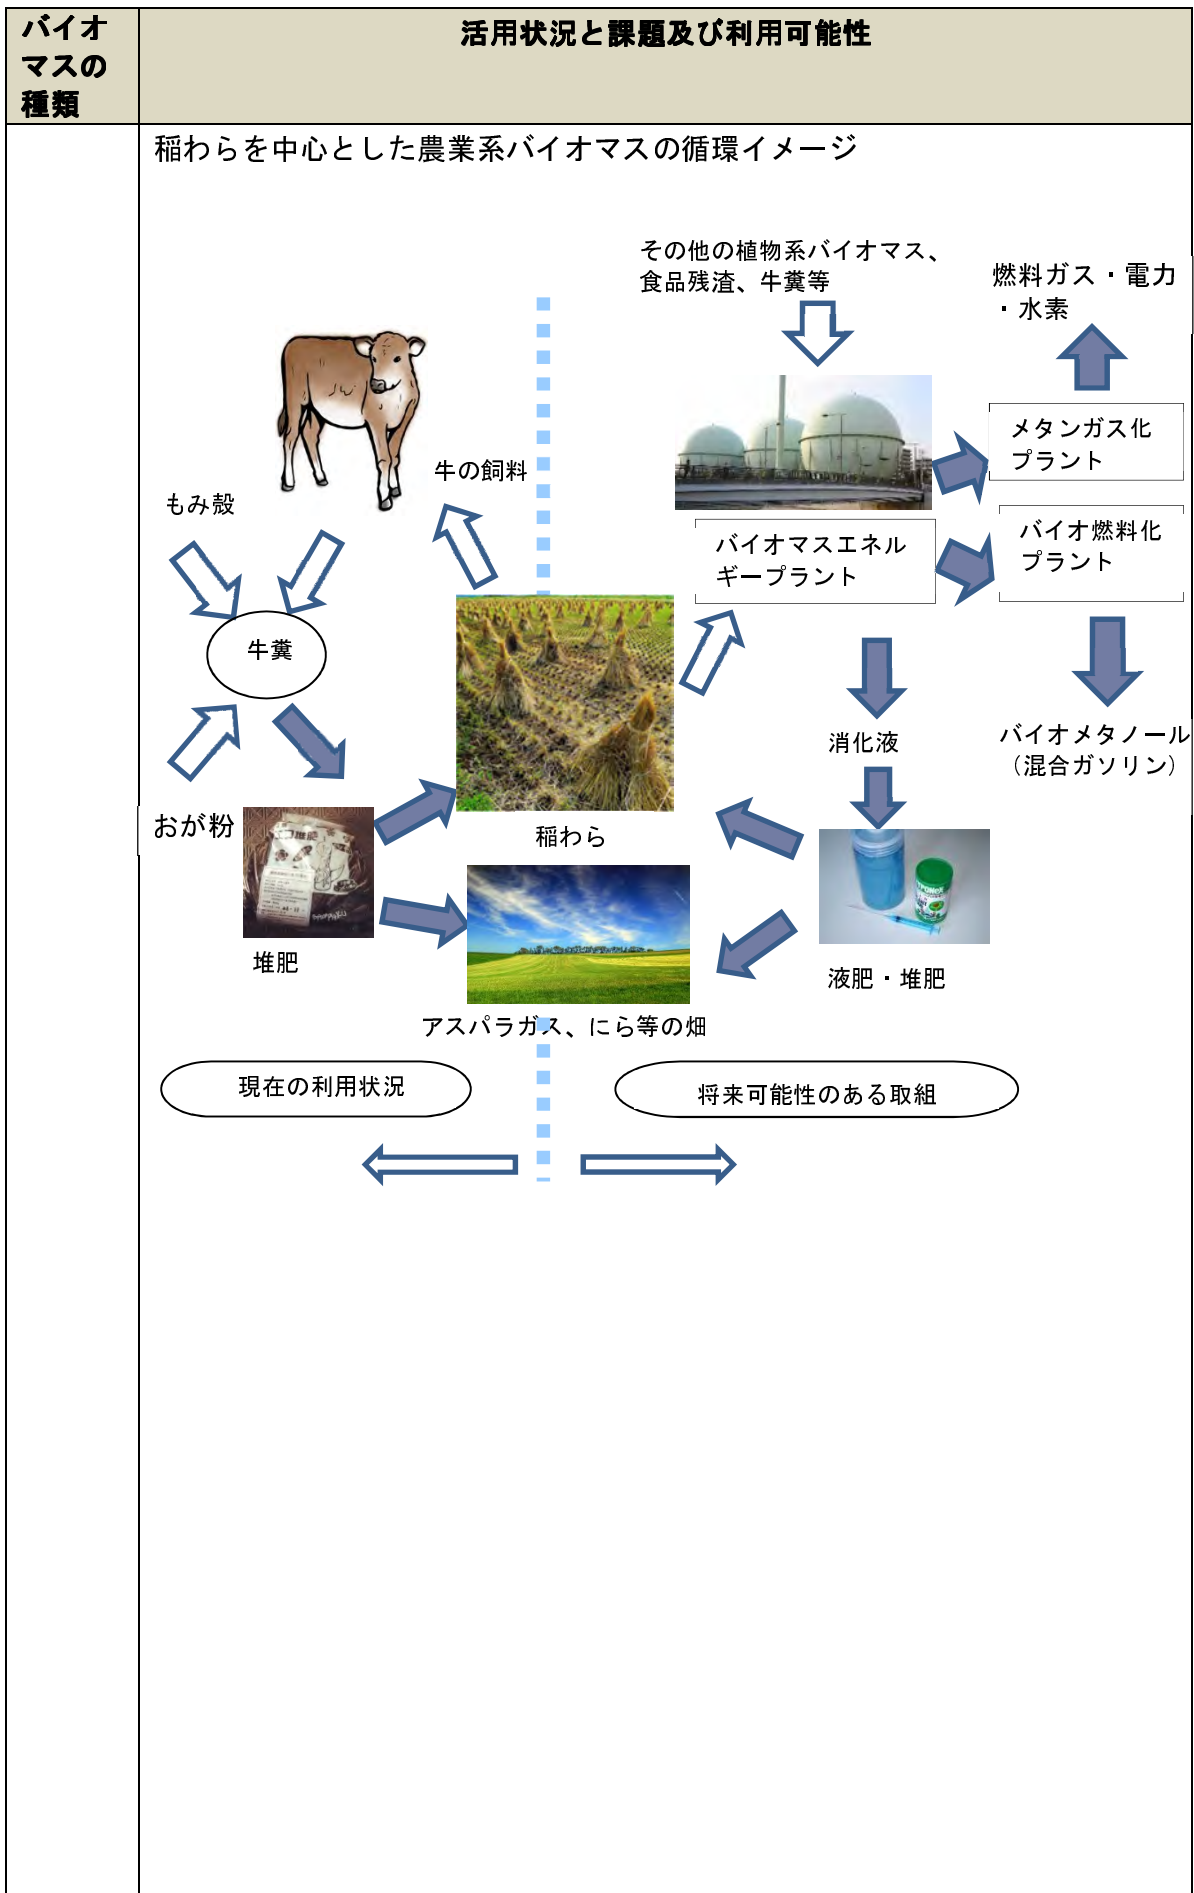 バイオ
マスの
種類
活用状況と課題及び利用可能性
稲わらを中心とした農業系バイオマスの循環イメージ
その他の植物系バイオマス、
食品残渣、牛糞等
燃料ガス・電力
・水素
メタンガス化
プラント
牛の飼料
もみ殻
バイオマスエネル
ギープラント
バイオ燃料化
プラント
牛糞
消化液
バイオメタノール
（混合ガソリン）
おが粉
稲わら
堆肥
液肥・堆肥
アスパラガス、にら等の畑
現在の利用状況
将来可能性のある取組